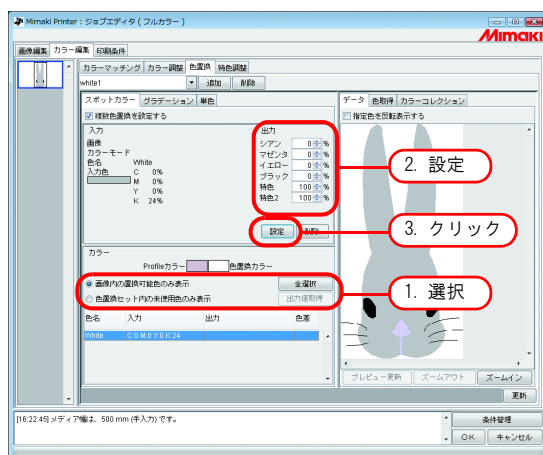 Mimaki Printer : ジョブエディタ ( フルカラー )
Mimaki
画像編集 カラー編集 印刷条件
カラーマッチング カラー調整 色置換 特色調整
white1 追加 削除
スポットカラー グラデーション 単色
複数色置換を設定する
入力
画像
カラーモード
色名 White
入力色 C 0%
M 0%
Y 0%
K 24%
出力
シアン 0 %
マゼンタ 0 %
イエロー 0 %
ブラック 0 %
特色 100 %
特色2 100 %
設定 削除
カラー
Profileカラー 色置換カラー
画像内の置換可能色のみ表示 全選択
色置換セット内の未使用色のみ表示 出力値取得
色名 入力 出力 色差
White C:0 M:0 Y:0 K:24
データ 色取得 カラーコレクション
指定色を反転表示する
2. 設定
3. クリック
1. 選択
プレビュー更新 ズームアウト ズームイン
更新
[16:22:45] メディア幅は、500 mm (手入力) です。
条件管理
OK キャンセル